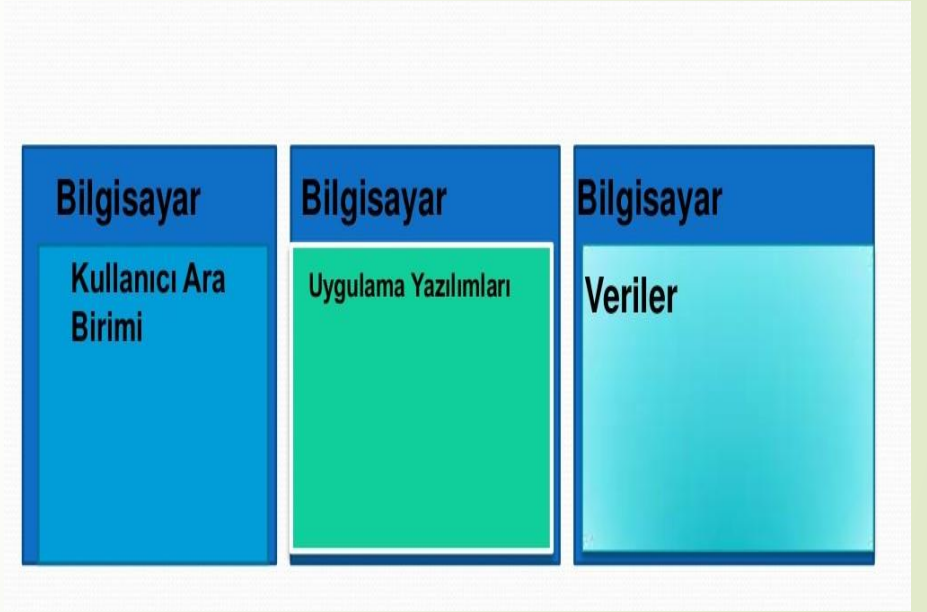 Bilgisayar
Kullanıcı Ara
Birimi
Bilgisayar
Uygulama Yazılımları
Bilgisayar
Veriler